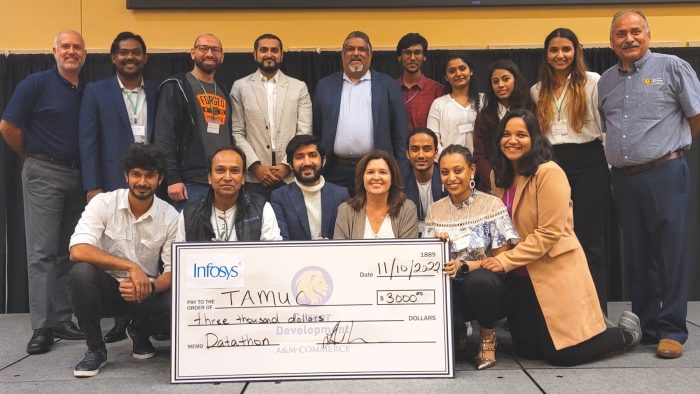 FORGED
Infosys®
1889
Date 11/10/2022
PAY TO THE
ORDER OF TAMUC
$ 3000.00
three thousand dollars DOLLARS
Development
MEMO Datathon
A&M-COMMERCE